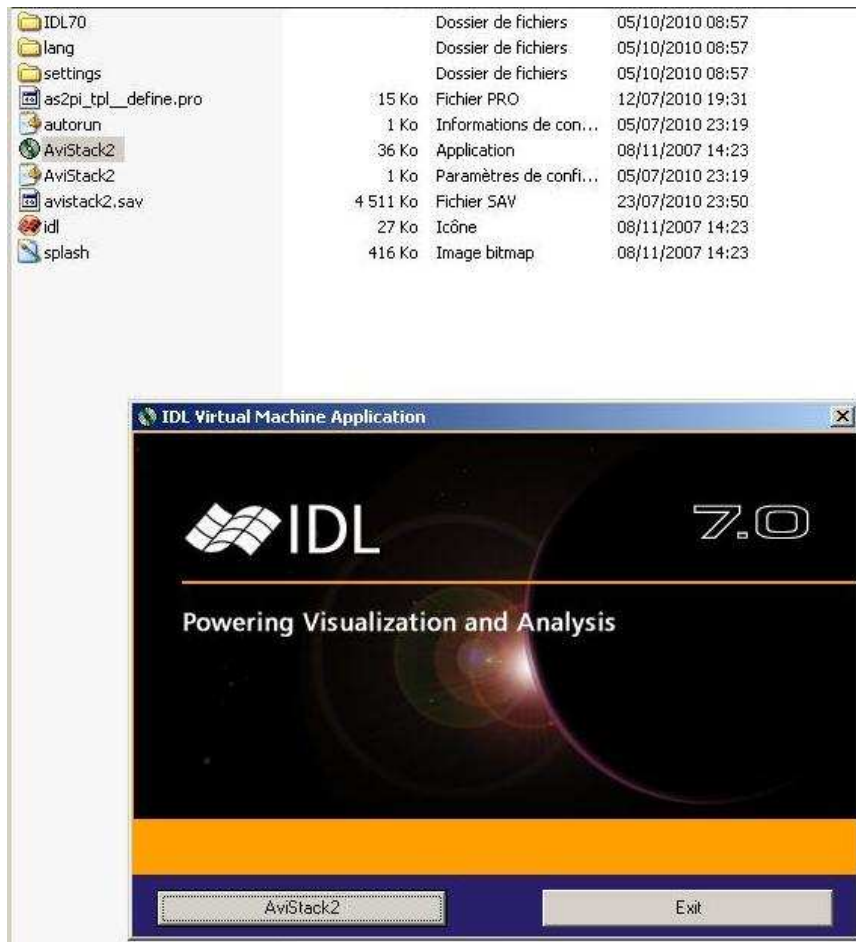 IDL70 Dossier de fichiers 05/10/2010 08:57
lang Dossier de fichiers 05/10/2010 08:57
settings Dossier de fichiers 05/10/2010 08:57
as2pi_tpl__define.pro 15 Ko Fichier PRO 12/07/2010 19:31
autorun 1 Ko Informations de con... 05/07/2010 23:19
AviStack2 36 Ko Application 08/11/2007 14:23
AviStack2 1 Ko Paramètres de confi... 05/07/2010 23:19
avistack2.sav 4 511 Ko Fichier SAV 23/07/2010 23:50
idl 27 Ko Icône 08/11/2007 14:23
splash 416 Ko Image bitmap 08/11/2007 14:23
IDL Virtual Machine Application
IDL 7.0
Powering Visualization and Analysis
AviStack2 Exit